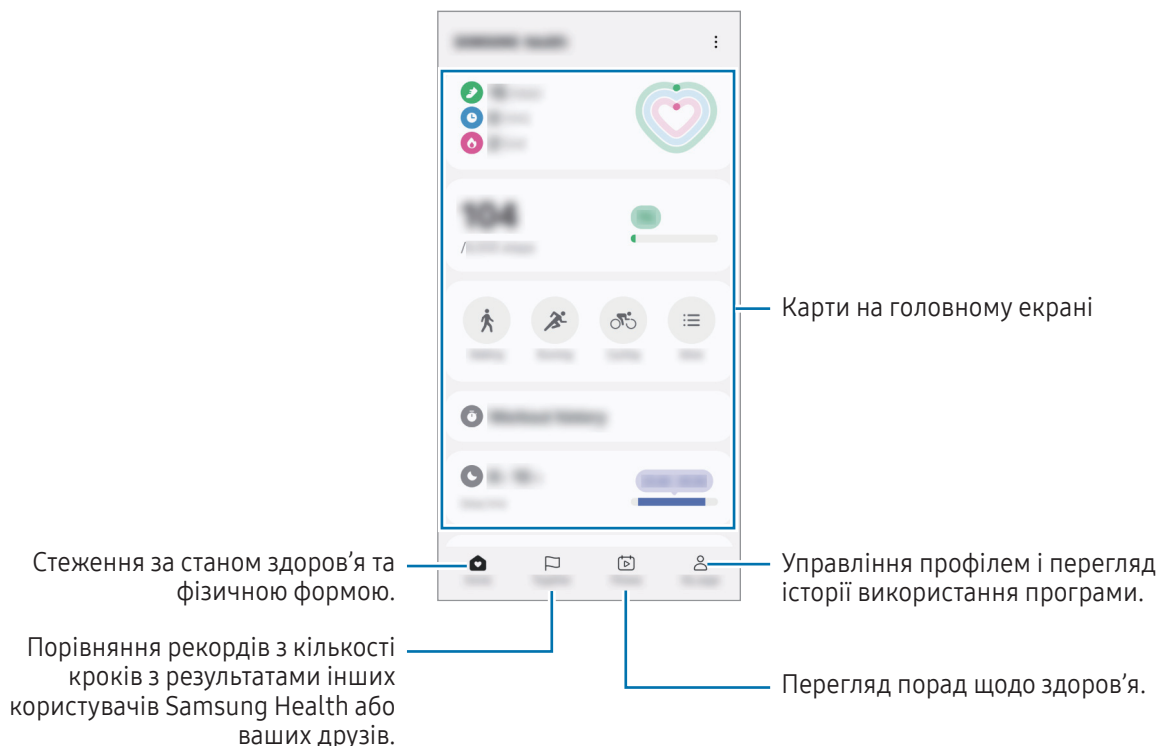 104
/
Карти на головному екрані
Стеження за станом здоров’я та
фізичною формою.
Управління профілем і перегляд
історії використання програми.
Порівняння рекордів з кількості
кроків з результатами інших
користувачів Samsung Health або
ваших друзів.
Перегляд порад щодо здоров’я.